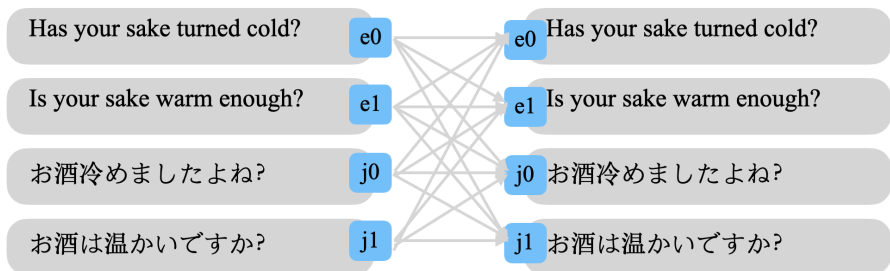 Has your sake turned cold? e0 e0 Has your sake turned cold?
Is your sake warm enough? e1 e1 Is your sake warm enough?
お酒冷めましたよね? j0 j0 お酒冷めましたよね?
お酒は温かいですか? j1 j1 お酒は温かいですか?